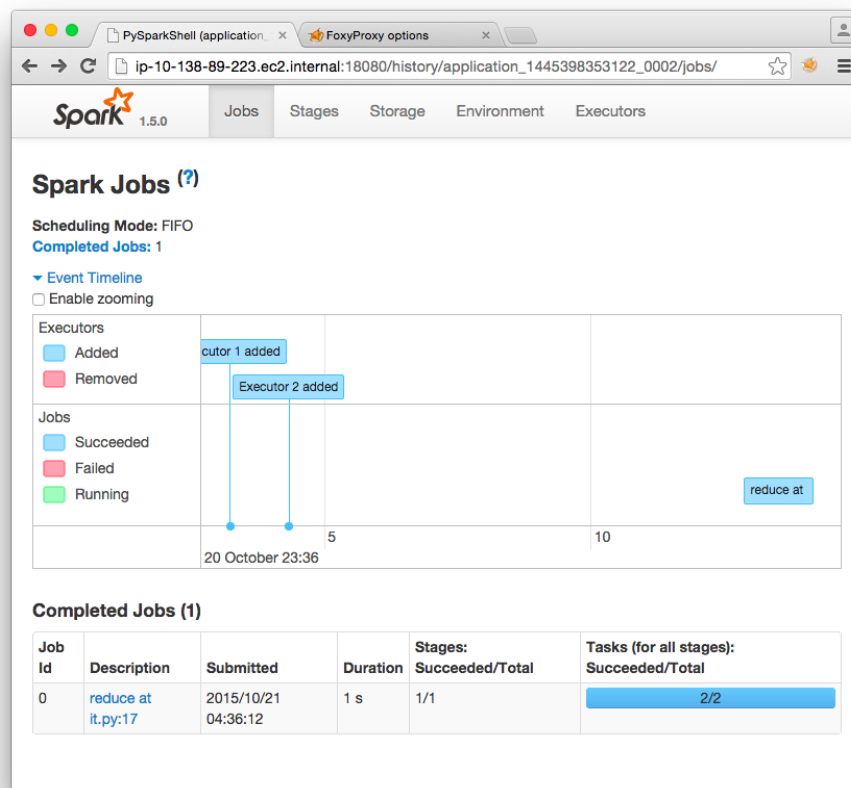 PySparkShell (application_
FoxyProxy options
ip-10-138-89-223.ec2.internal:18080/history/application_1445398353122_0002/jobs/
Spark 1.5.0 Jobs Stages Storage Environment Executors
Spark Jobs (?)
Scheduling Mode: FIFO
Completed Jobs: 1
Event Timeline
Enable zooming
Executors
Added
Removed
cutor 1 added
Executor 2 added
Jobs
Succeeded
Failed
Running
reduce at
5 10
20 October 23:36
Completed Jobs (1)
Job Id Description Submitted Duration Stages: Succeeded/Total Tasks (for all stages): Succeeded/Total
0 reduce at it.py:17 2015/10/21 04:36:12 1 s 1/1 2/2